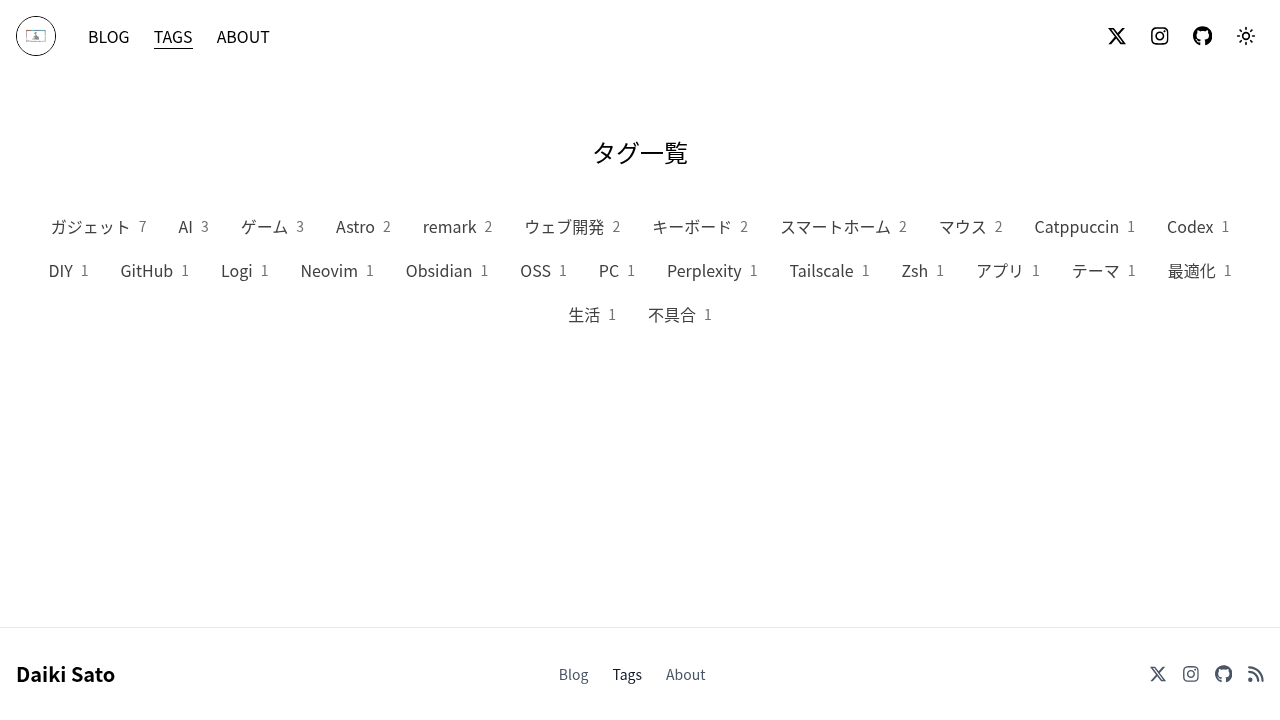 BLOG TAGS ABOUT
タグ一覧
ガジェット 7 AI 3 ゲーム 3 Astro 2 remark 2 ウェブ開発 2 キーボード 2 スマートホーム 2 マウス 2 Catppuccin 1 Codex 1
DIY 1 GitHub 1 Logi 1 Neovim 1 Obsidian 1 OSS 1 PC 1 Perplexity 1 Tailscale 1 Zsh 1 アプリ 1 テーマ 1 最適化 1
生活 1 不具合 1
Daiki Sato Blog Tags About